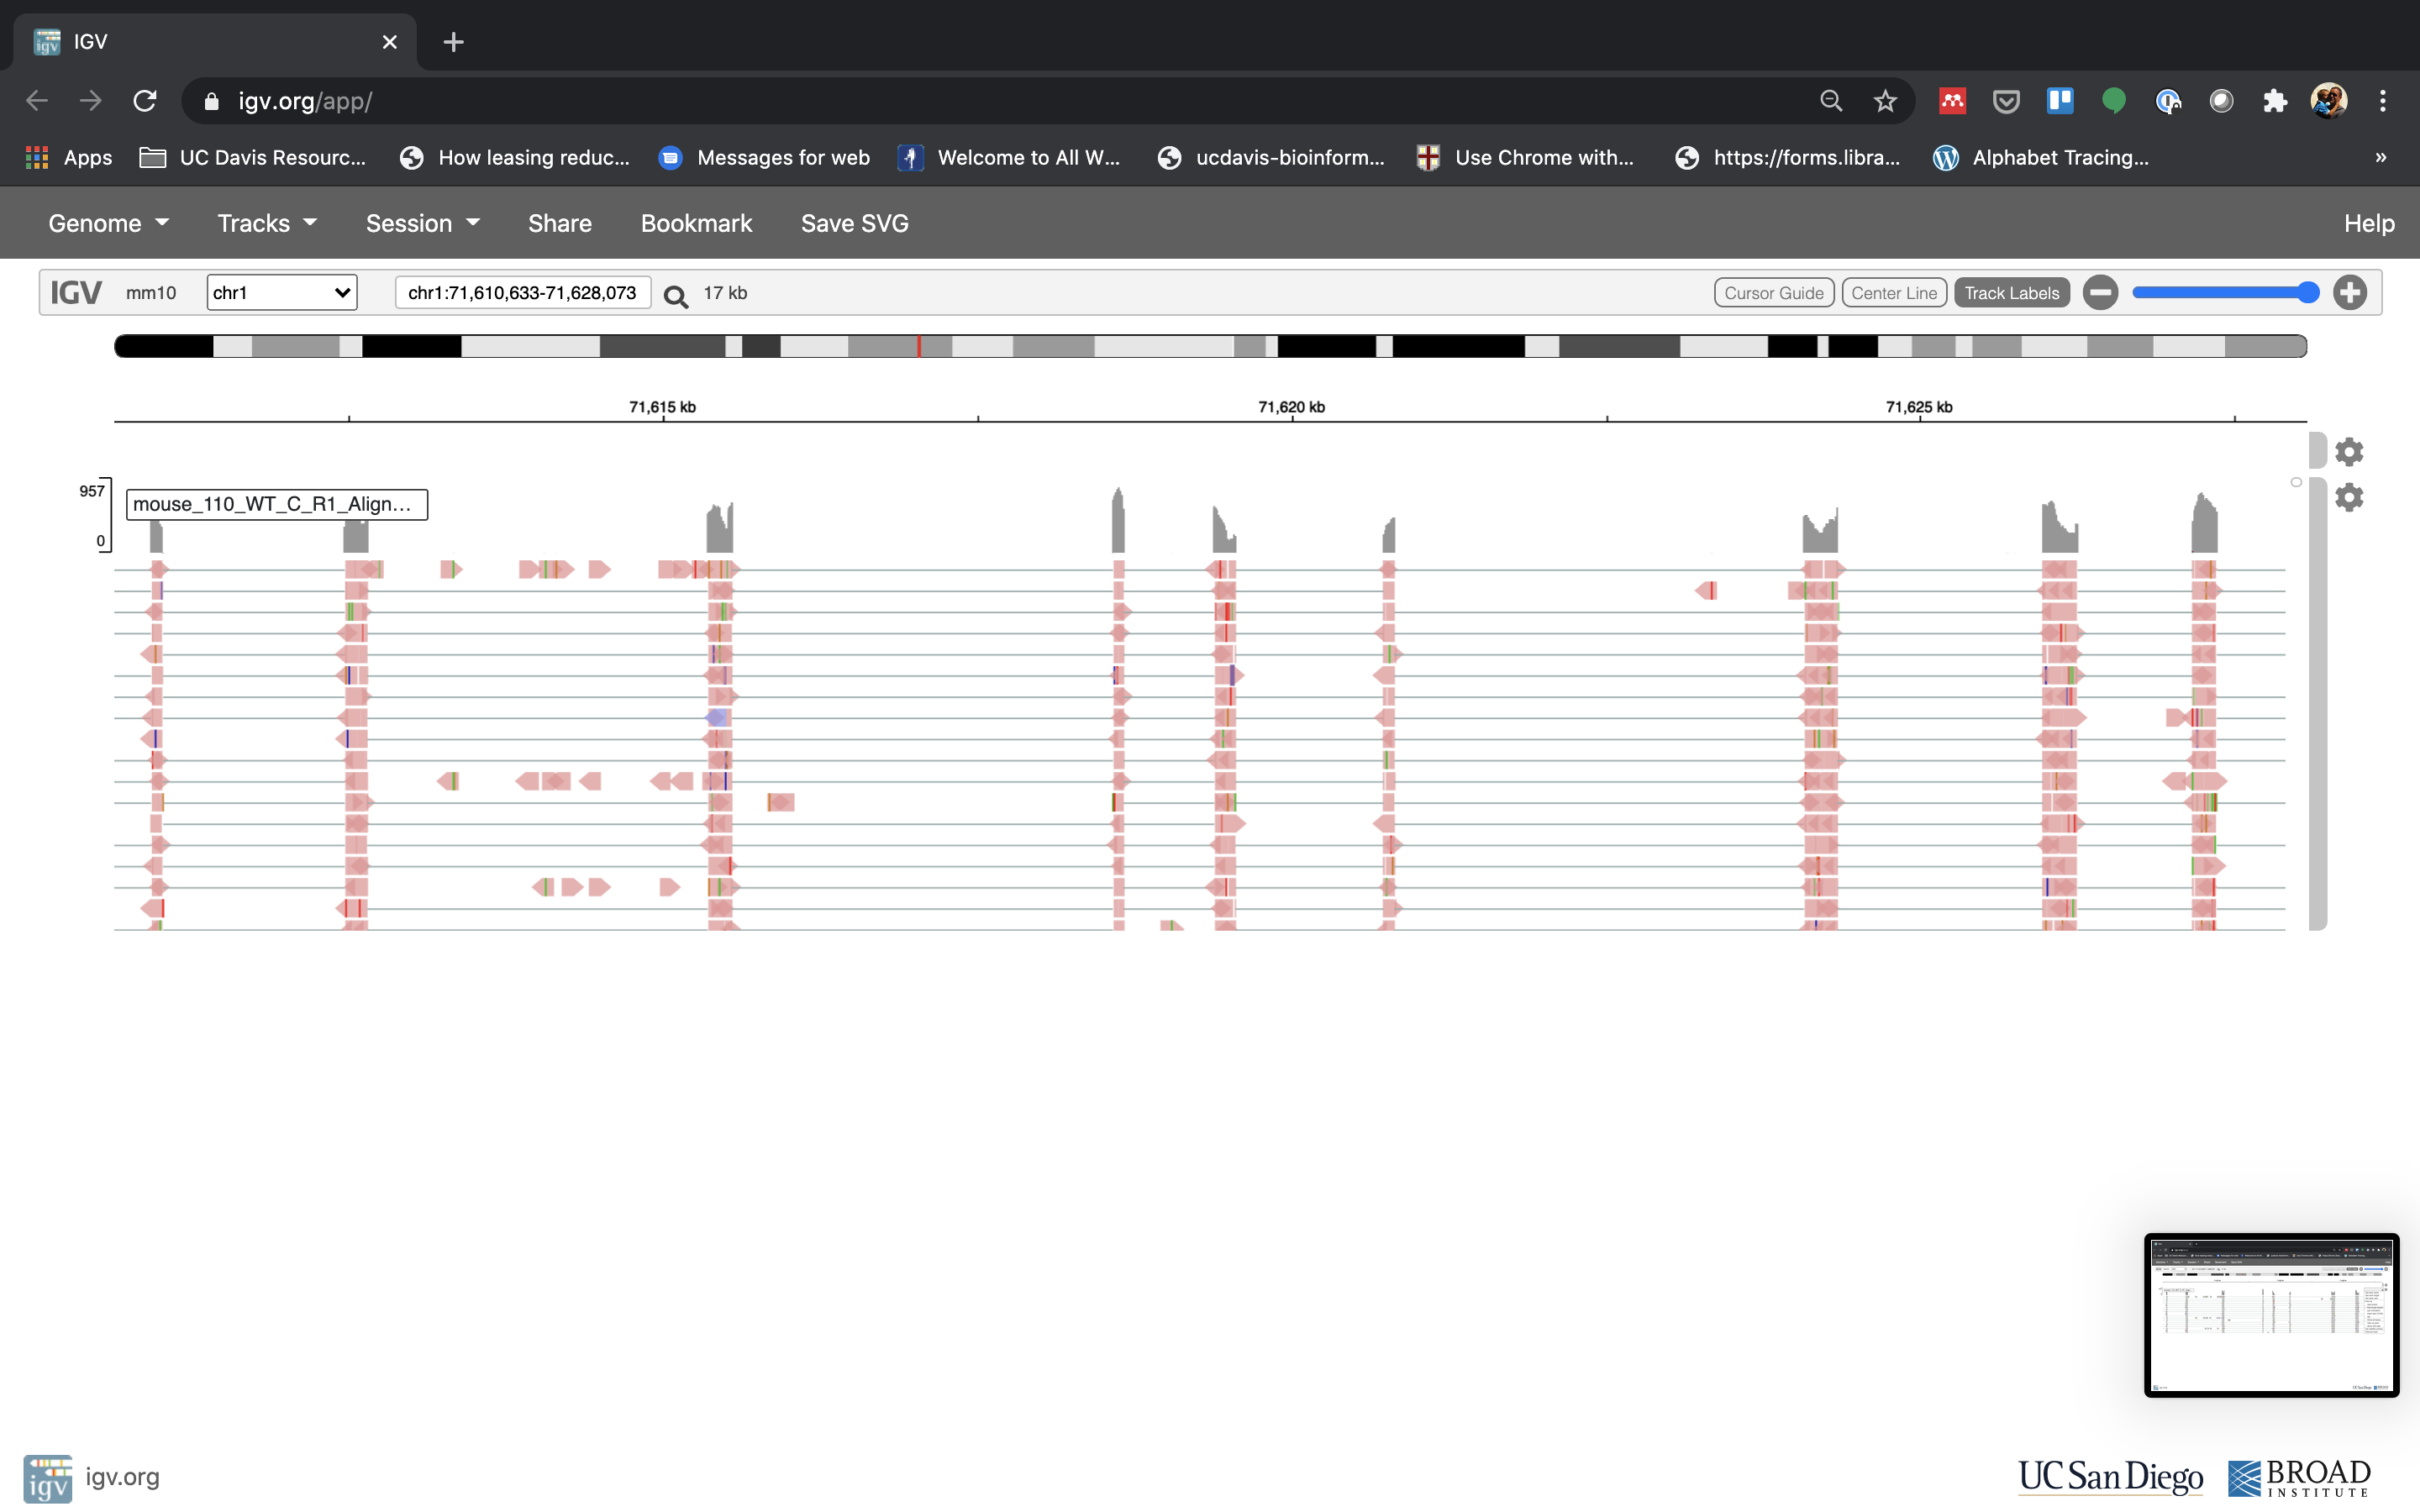 IGV
igv.org/app/
Apps UC Davis Resourc... How leasing reduc... Messages for web Welcome to All W... ucdavis-bioinform... Use Chrome with... https://forms.libra... Alphabet Tracing... »
Genome Tracks Session Share Bookmark Save SVG Help
IGV mm10 chr1 chr1:71,610,633-71,628,073 17 kb Cursor Guide Center Line Track Labels
71,615 kb 71,620 kb 71,625 kb
957
mouse_110_WT_C_R1_Align...
0
igv igv.org UC San Diego BROAD
INSTITUTE